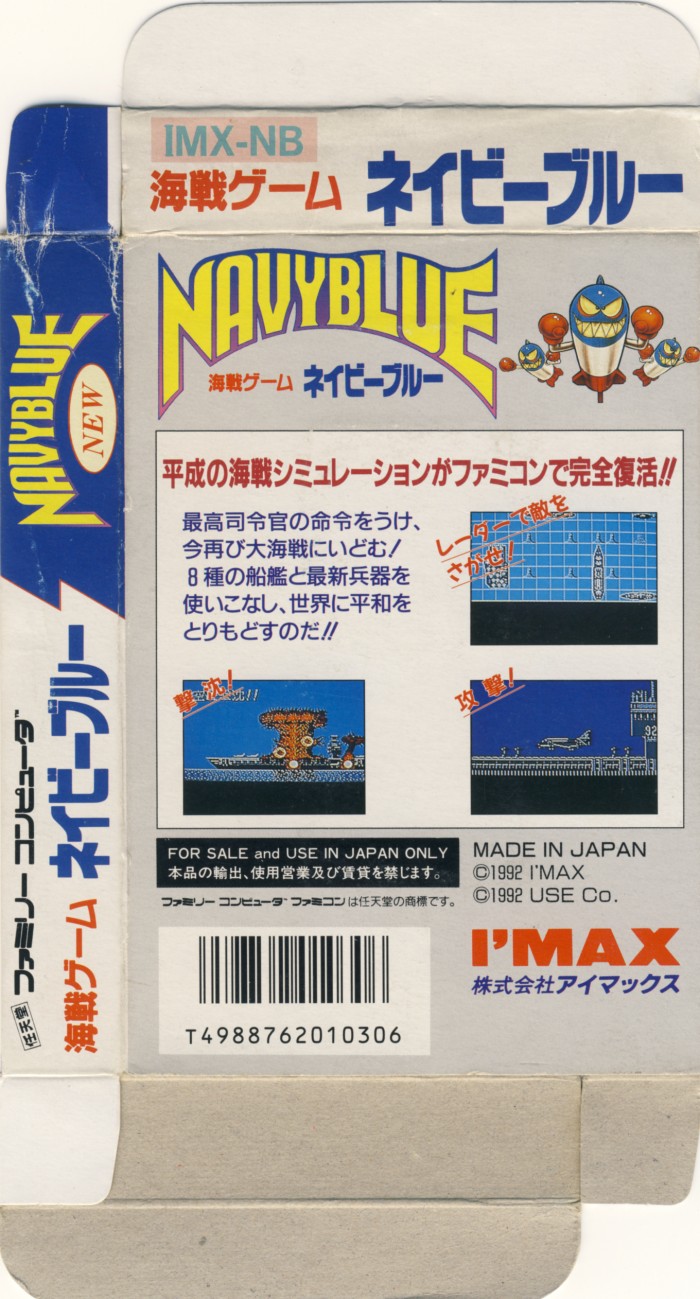 IMX-NB
海戦ゲーム ネイビーブルー
NAVYBLUE
海戦ゲーム ネイビーブルー
平成の海戦シミュレーションがファミコンで完全復活!!
最高司令官の命令をうけ、
今再び大海戦にいどむ!
8種の船艦と最新兵器を
使いこなし、世界に平和を
とりもどすのだ!!
レーダーで敵を
さがせ!
撃沈!
攻撃!
92
FOR SALE and USE IN JAPAN ONLY
本品の輸出、使用営業及び賃貸を禁じます。
ファミリーコンピュータ ファミコンは任天堂の商標です。
MADE IN JAPAN
©1992 I'MAX
©1992 USE Co.
I'MAX
株式会社アイマックス
T4988762010306
NAVYBLUE
NEW
任天堂 ファミリーコンピュータ™
海戦ゲーム ネイビーブルー